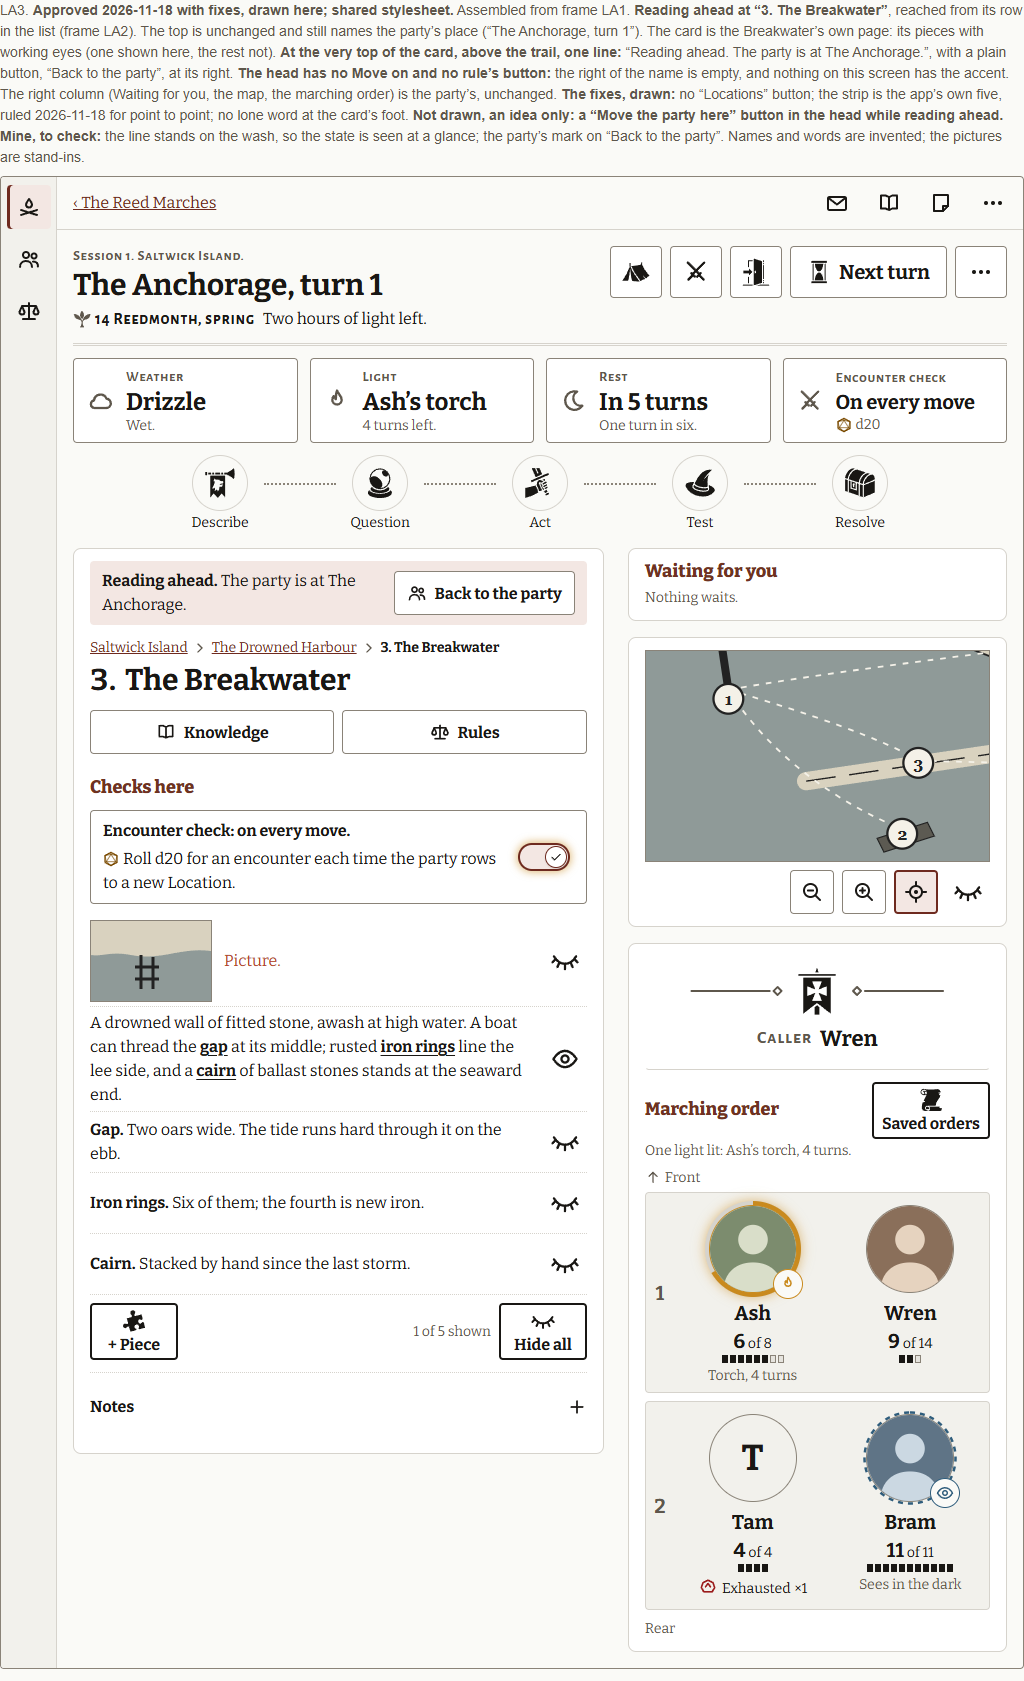 LA3. Approved 2026-11-18 with fixes, drawn here; shared stylesheet. Assembled from frame LA1. Reading ahead at “3. The Breakwater”, reached from its row
in the list (frame LA2). The top is unchanged and still names the party’s place (“The Anchorage, turn 1”). The card is the Breakwater’s own page: its pieces with
working eyes (one shown here, the rest not). At the very top of the card, above the trail, one line: “Reading ahead. The party is at The Anchorage.”, with a plain
button, “Back to the party”, at its right. The head has no Move on and no rule’s button: the right of the name is empty, and nothing on this screen has the accent.
The right column (Waiting for you, the map, the marching order) is the party’s, unchanged. The fixes, drawn: no “Locations” button; the strip is the app’s own five,
ruled 2026-11-18 for point to point; no lone word at the card’s foot. Not drawn, an idea only: a “Move the party here” button in the head while reading ahead.
Mine, to check: the line stands on the wash, so the state is seen at a glance; the party’s mark on “Back to the party”. Names and words are invented; the pictures
are stand-ins.
‹ The Reed Marches
Session 1. Saltwick Island.
The Anchorage, turn 1
14 Reedmonth, spring Two hours of light left.
Next turn
Weather
Drizzle
Wet.
Light
Ash’s torch
4 turns left.
Rest
In 5 turns
One turn in six.
Encounter check
On every move
d20
Describe
Question
Act
Test
Resolve
Reading ahead. The party is at The
Anchorage.
Back to the party
Saltwick Island > The Drowned Harbour > 3. The Breakwater
3. The Breakwater
Knowledge
Rules
Checks here
Encounter check: on every move.
Roll d20 for an encounter each time the party rows
to a new Location.
Picture.
A drowned wall of fitted stone, awash at high water. A boat
can thread the gap at its middle; rusted iron rings line the
lee side, and a cairn of ballast stones stands at the seaward
end.
Gap. Two oars wide. The tide runs hard through it on the
ebb.
Iron rings. Six of them; the fourth is new iron.
Cairn. Stacked by hand since the last storm.
+ Piece
1 of 5 shown
Hide all
Notes
Waiting for you
Nothing waits.
1
3
2
Caller Wren
Marching order
Saved orders
One light lit: Ash’s torch, 4 turns.
↑ Front
1
Ash
6 of 8
Torch, 4 turns
Wren
9 of 14
2
T
Tam
4 of 4
Exhausted ×1
Bram
11 of 11
Sees in the dark
Rear